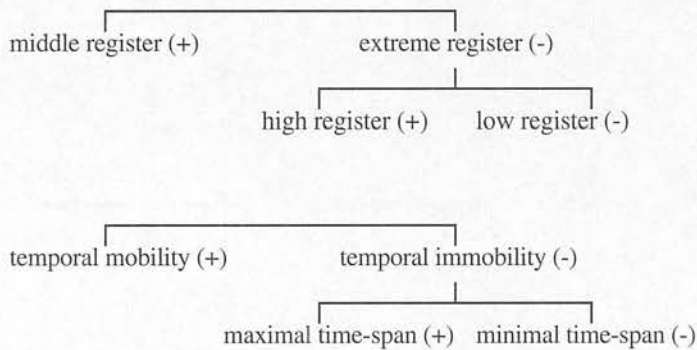 middle register (+) extreme register (-)
high register (+) low register (-)
temporal mobility (+) temporal immobility (-)
maximal time-span (+) minimal time-span (-)